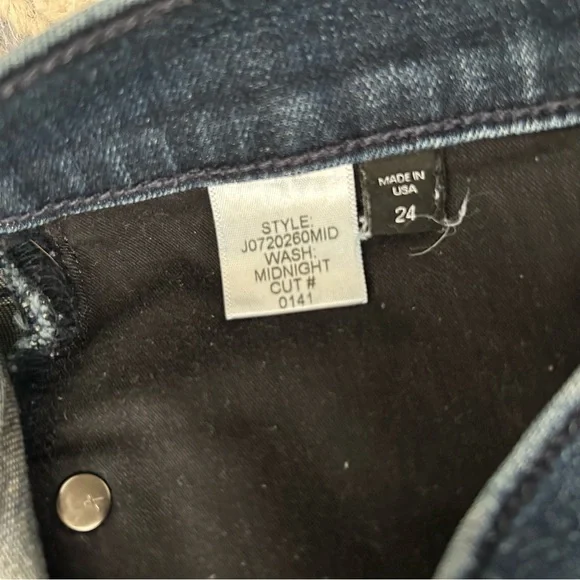 STYLE:
J0720260MID
WASH:
MIDNIGHT
CUT #
0141
MADE IN
USA
24